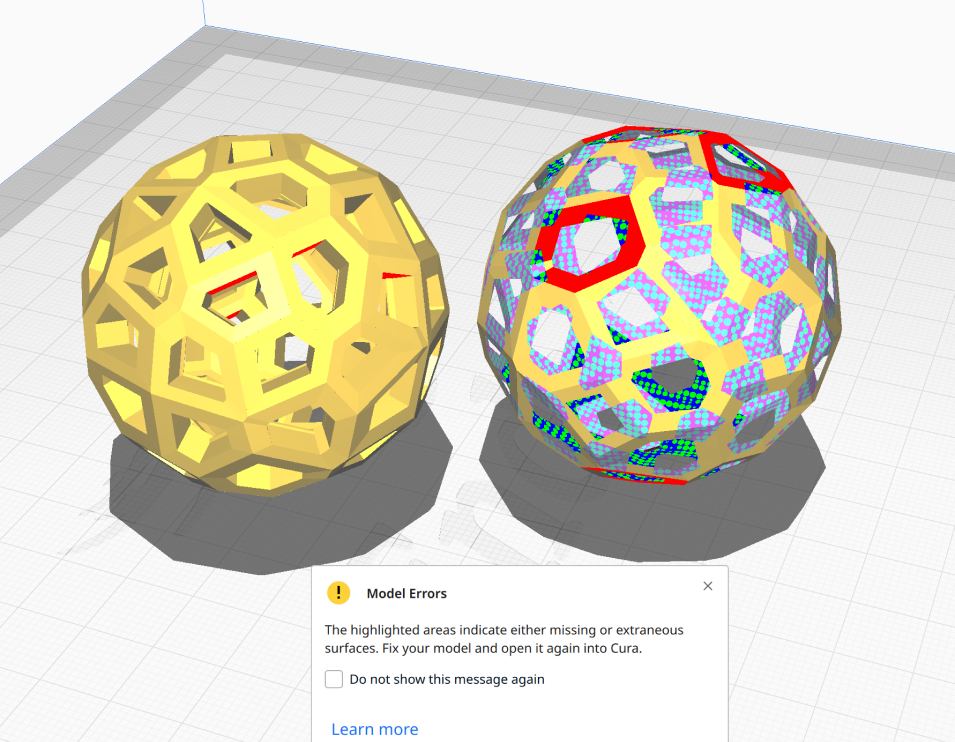 Model Errors
The highlighted areas indicate either missing or extraneous
surfaces. Fix your model and open it again into Cura.
Do not show this message again
Learn more